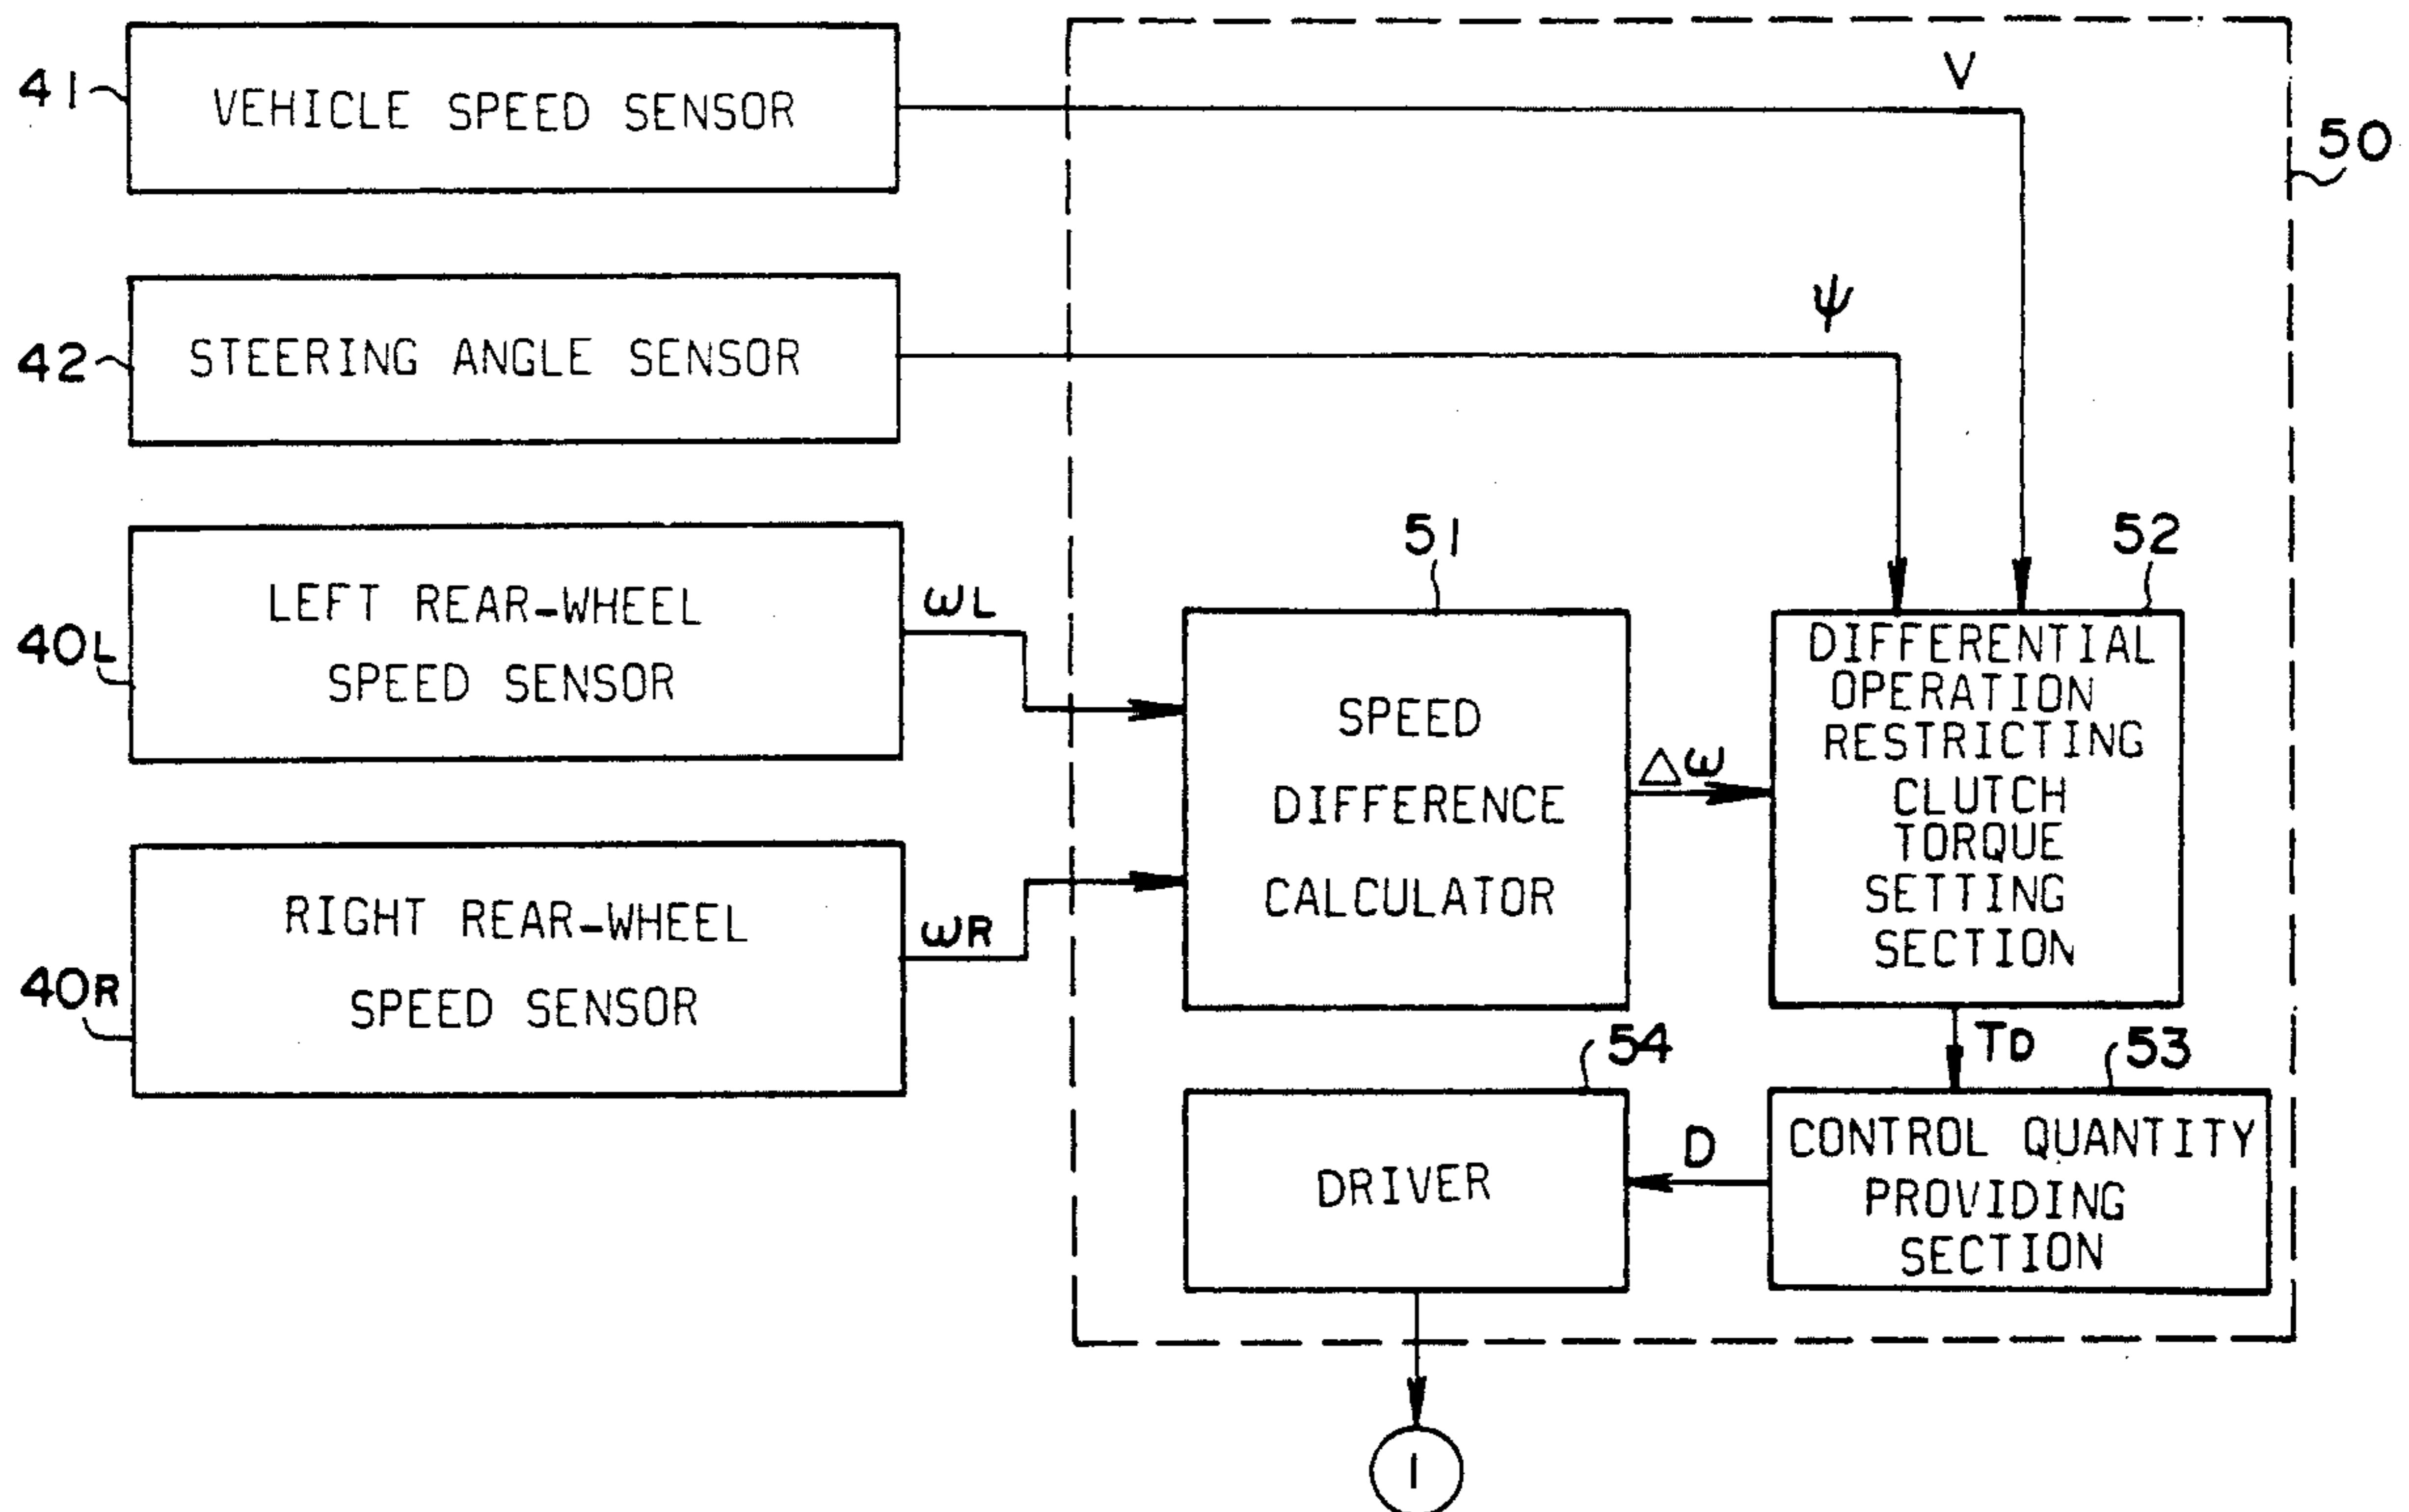 41
VEHICLE SPEED SENSOR
V
50
42
STEERING ANGLE SENSOR
ψ
40L
LEFT REAR-WHEEL
SPEED SENSOR
ωL
51
SPEED
DIFFERENCE
CALCULATOR
Δω
52
DIFFERENTIAL
OPERATION
RESTRICTING
CLUTCH
TORQUE
SETTING
SECTION
40R
RIGHT REAR-WHEEL
SPEED SENSOR
ωR
TD
54
DRIVER
D
53
CONTROL QUANTITY
PROVIDING
SECTION
1